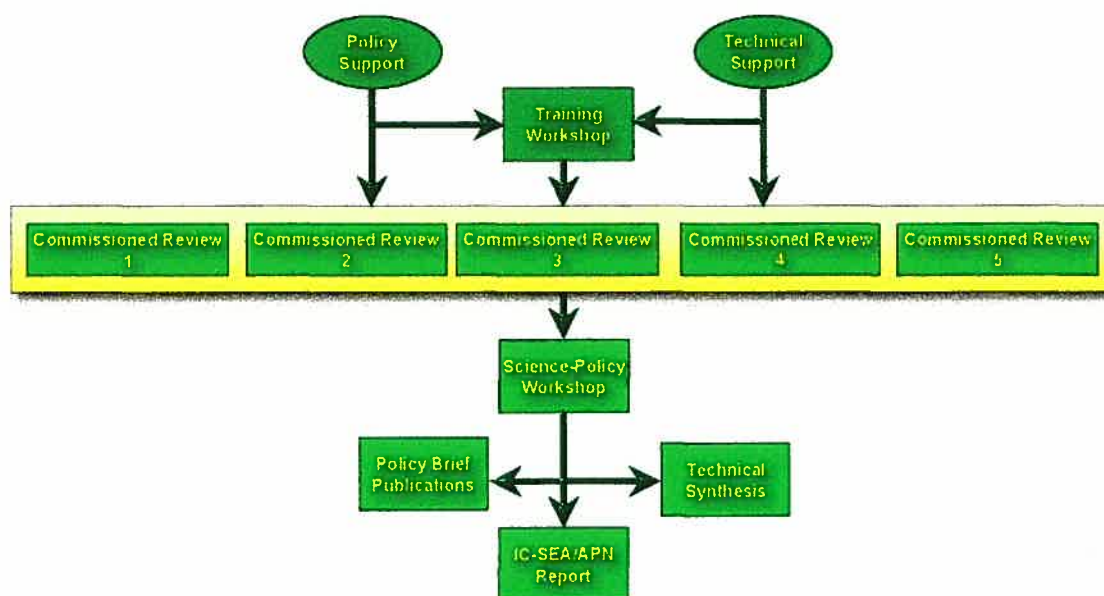 Policy
Support
Technical
Support
Training
Workshop
Commissioned Review
1
Commissioned Review
2
Commissioned Review
3
Commissioned Review
4
Commissioned Review
5
Science-Policy
Workshop
Policy Brief
Publications
Technical
Synthesis
IC-SEA/APN
Report